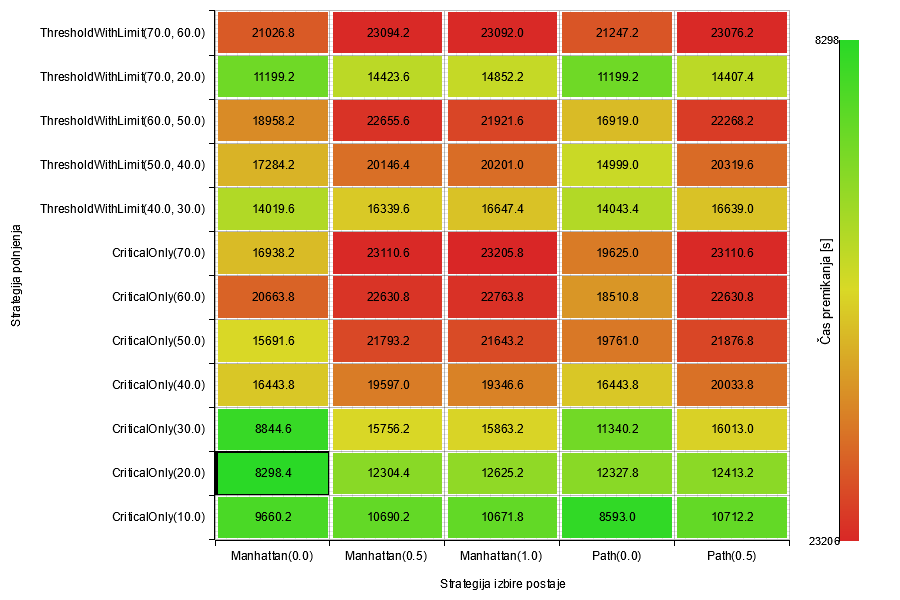 ThresholdWithLimit(70.0, 60.0) 21026.8 23094.2 23092.0 21247.2 23076.2
8298
ThresholdWithLimit(70.0, 20.0) 11199.2 14423.6 14852.2 11199.2 14407.4
ThresholdWithLimit(60.0, 50.0) 18958.2 22655.6 21921.6 16919.0 22268.2
ThresholdWithLimit(50.0, 40.0) 17284.2 20146.4 20201.0 14999.0 20319.6
ThresholdWithLimit(40.0, 30.0) 14019.6 16339.6 16647.4 14043.4 16639.0
CriticalOnly(70.0) 16938.2 23110.6 23205.8 19625.0 23110.6
Strategija polnjenja
Čas premikanja [s]
CriticalOnly(60.0) 20663.8 22630.8 22763.8 18510.8 22630.8
CriticalOnly(50.0) 15691.6 21793.2 21643.2 19761.0 21876.8
CriticalOnly(40.0) 16443.8 19597.0 19346.6 16443.8 20033.8
CriticalOnly(30.0) 8844.6 15756.2 15863.2 11340.2 16013.0
CriticalOnly(20.0) 8298.4 12304.4 12625.2 12327.8 12413.2
CriticalOnly(10.0) 9660.2 10690.2 10671.8 8593.0 10712.2
23206
Manhattan(0.0) Manhattan(0.5) Manhattan(1.0) Path(0.0) Path(0.5)
Strategija izbire postaje